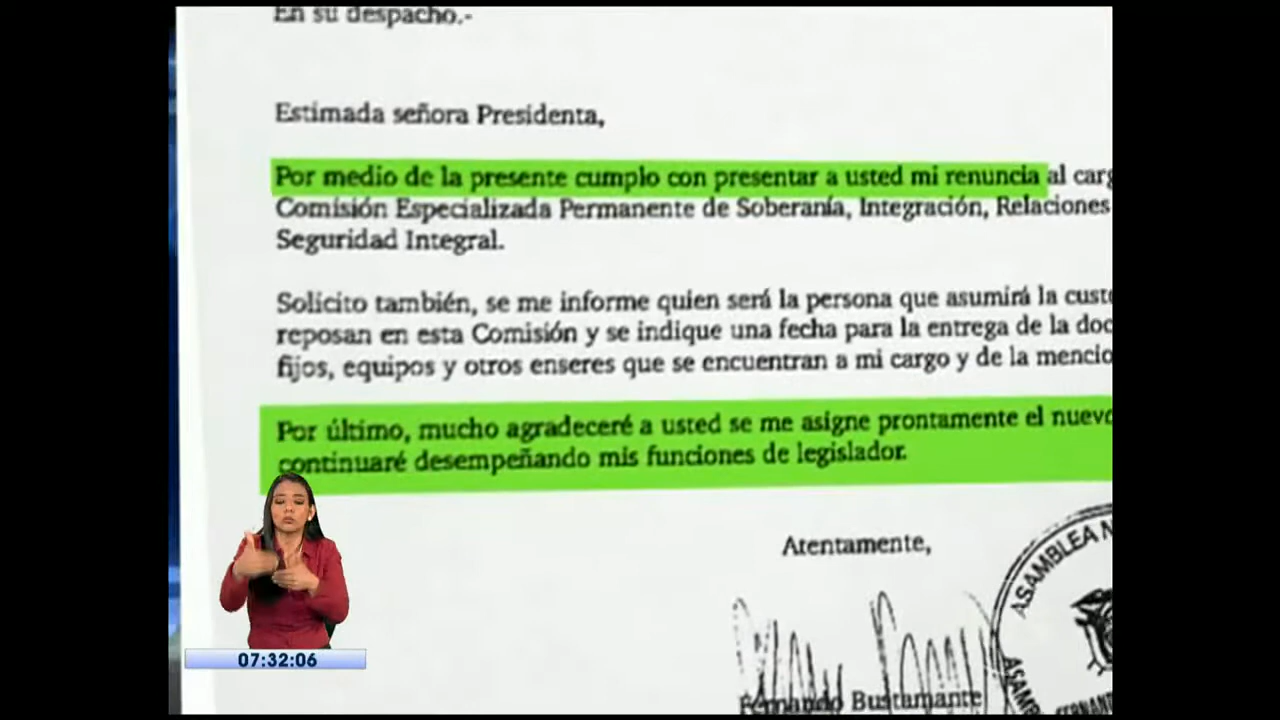 En su despacho.-
Estimada señora Presidenta,
Por medio de la presente cumplo con presentar a usted mi renuncia al carg
Comisión Especializada Permanente de Soberanía, Integración, Relaciones
Seguridad Integral.
Solicito también, se me informe quien será la persona que asumirá la custo
reposan en esta Comisión y se indique una fecha para la entrega de la doc
fijos, equipos y otros enseres que se encuentran a mi cargo y de la mencio
Por último, mucho agradeceré a usted se me asigne prontamente el nuevo
continuaré desempeñando mis funciones de legislador.
Atentamente,
Fernando Bustamante
ASAMBLEA N
ASAM
FERNANT
07:32:06